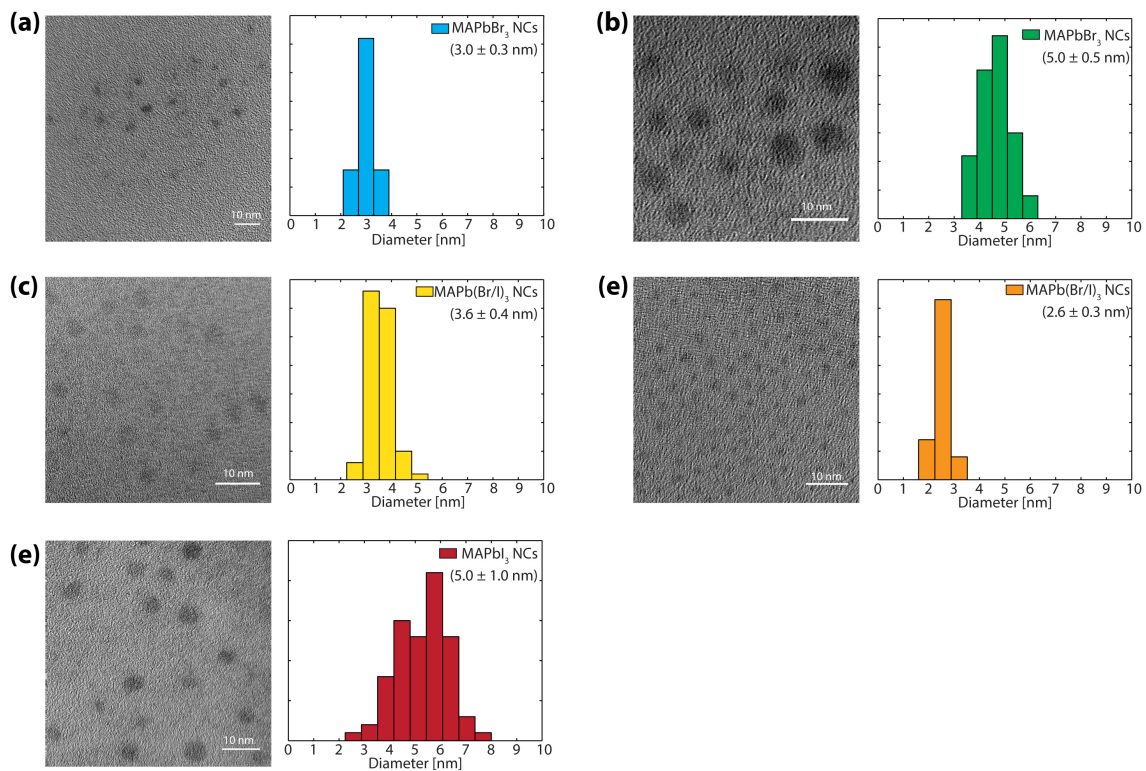 (a)
10 nm
MAPbBr₃ NCs
(3.0 ± 0.3 nm)
0 1 2 3 4 5 6 7 8 9 10
Diameter [nm]
(b)
10 nm
MAPbBr₃ NCs
(5.0 ± 0.5 nm)
0 1 2 3 4 5 6 7 8 9 10
Diameter [nm]
(c)
10 nm
MAPb(Br/I)₃ NCs
(3.6 ± 0.4 nm)
0 1 2 3 4 5 6 7 8 9 10
Diameter [nm]
(e)
10 nm
MAPb(Br/I)₃ NCs
(2.6 ± 0.3 nm)
0 1 2 3 4 5 6 7 8 9 10
Diameter [nm]
(e)
10 nm
MAPbI₃ NCs
(5.0 ± 1.0 nm)
0 1 2 3 4 5 6 7 8 9 10
Diameter [nm]